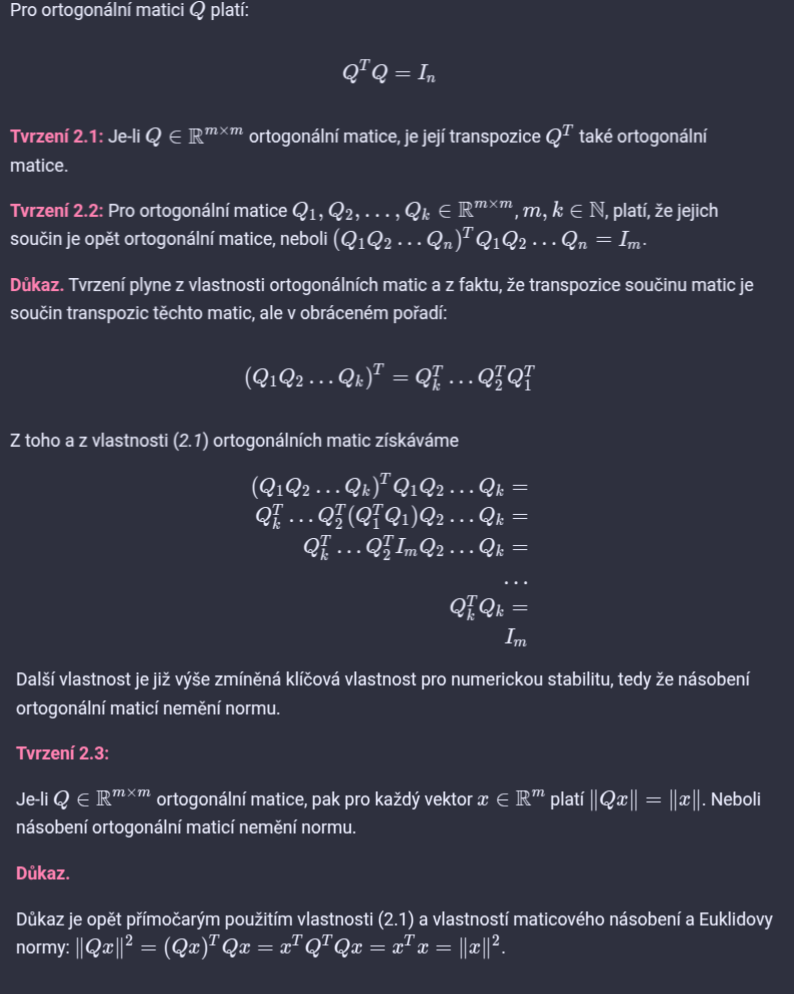 Pro ortogonální matici $Q$ platí:
$Q^T Q = I_n$
Tvrzení 2.1: Je-li $Q \in \mathbb{R}^{m \times m}$ ortogonální matice, je její transpozice $Q^T$ také ortogonální
matice.
Tvrzení 2.2: Pro ortogonální matice $Q_1, Q_2, \ldots, Q_k \in \mathbb{R}^{m \times m}, m, k \in \mathbb{N}$, platí, že jejich
součin je opět ortogonální matice, neboli $(Q_1 Q_2 \ldots Q_n)^T Q_1 Q_2 \ldots Q_n = I_m$.
Důkaz. Tvrzení plyne z vlastnosti ortogonálních matic a z faktu, že transpozice součinu matic je
součin transpozic těchto matic, ale v obráceném pořadí:
$(Q_1 Q_2 \ldots Q_k)^T = Q_k^T \ldots Q_2^T Q_1^T$
Z toho a z vlastnosti (2.1) ortogonálních matic získáváme
$(Q_1 Q_2 \ldots Q_k)^T Q_1 Q_2 \ldots Q_k =$
$Q_k^T \ldots Q_2^T (Q_1^T Q_1) Q_2 \ldots Q_k =$
$Q_k^T \ldots Q_2^T I_m Q_2 \ldots Q_k =$
$\ldots$
$Q_k^T Q_k =$
$I_m$
Další vlastnost je již výše zmíněná klíčová vlastnost pro numerickou stabilitu, tedy že násobení
ortogonální maticí nemění normu.
Tvrzení 2.3:
Je-li $Q \in \mathbb{R}^{m \times m}$ ortogonální matice, pak pro každý vektor $x \in \mathbb{R}^m$ platí $\|Qx\| = \|x\|$. Neboli
násobení ortogonální maticí nemění normu.
Důkaz.
Důkaz je opět přímočarým použitím vlastnosti (2.1) a vlastností maticového násobení a Euklidovy
normy: $\|Qx\|^2 = (Qx)^T Qx = x^T Q^T Qx = x^T x = \|x\|^2$.